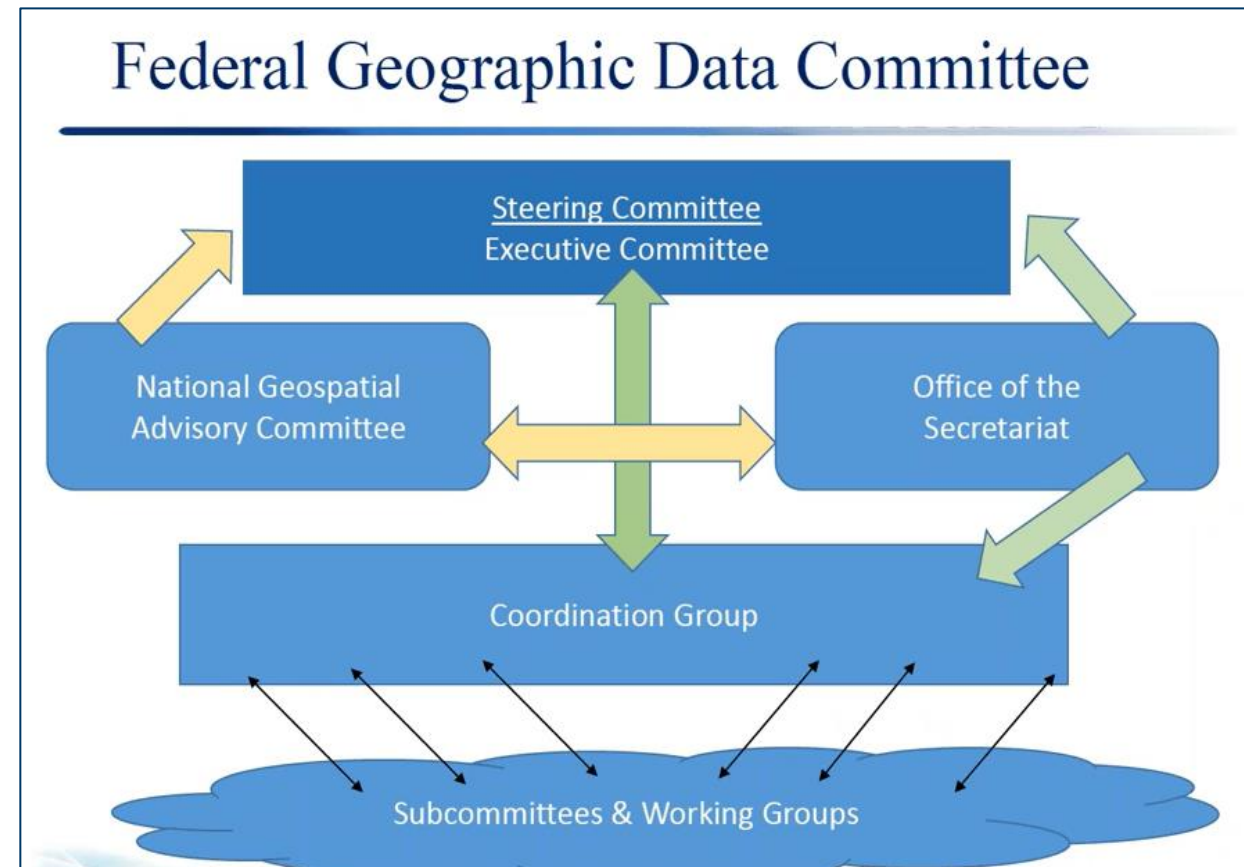 Federal Geographic Data Committee
Steering Committee
Executive Committee
National Geospatial
Advisory Committee
Office of the
Secretariat
Coordination Group
Subcommittees & Working Groups